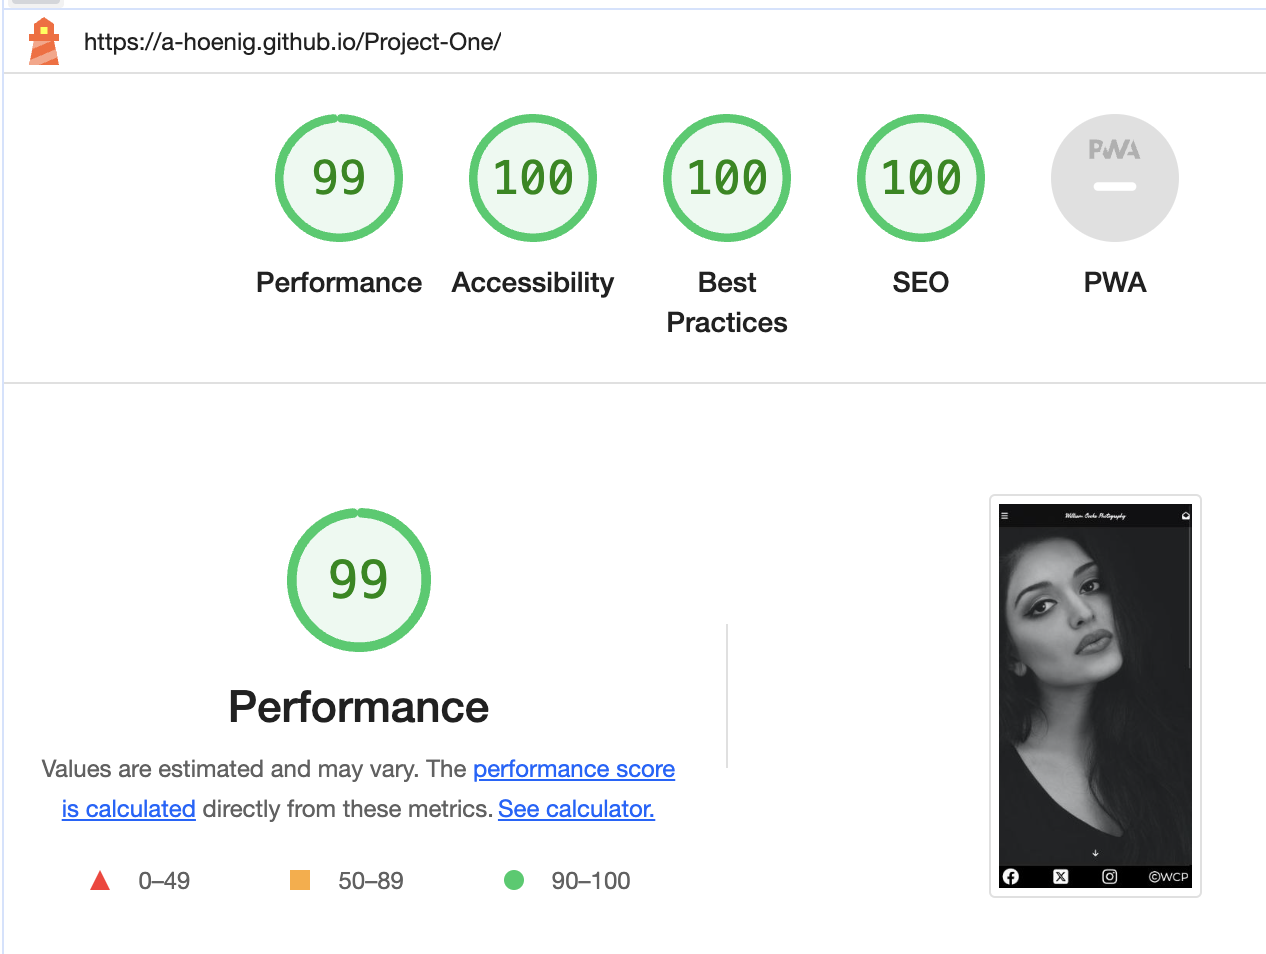 https://a-hoenig.github.io/Project-One/
99
100
100
100
PWA
Performance
Accessibility
Best
Practices
SEO
PWA
99
Performance
Values are estimated and may vary. The performance score
is calculated directly from these metrics. See calculator.
0–49
50–89
90–100
Photography
©WCP